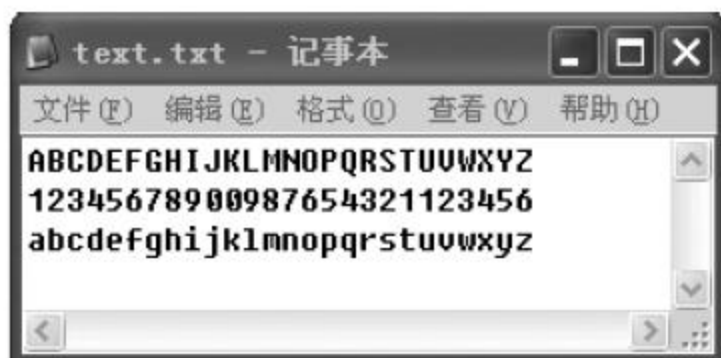 text.txt - 记事本
文件(F) 编辑(E) 格式(O) 查看(V) 帮助(H)
ABCDEFGHIJKLMNOPQRSTUVWXYZ
12345678900987654321123456
abcdefghijklmnopqrstuvwxyz